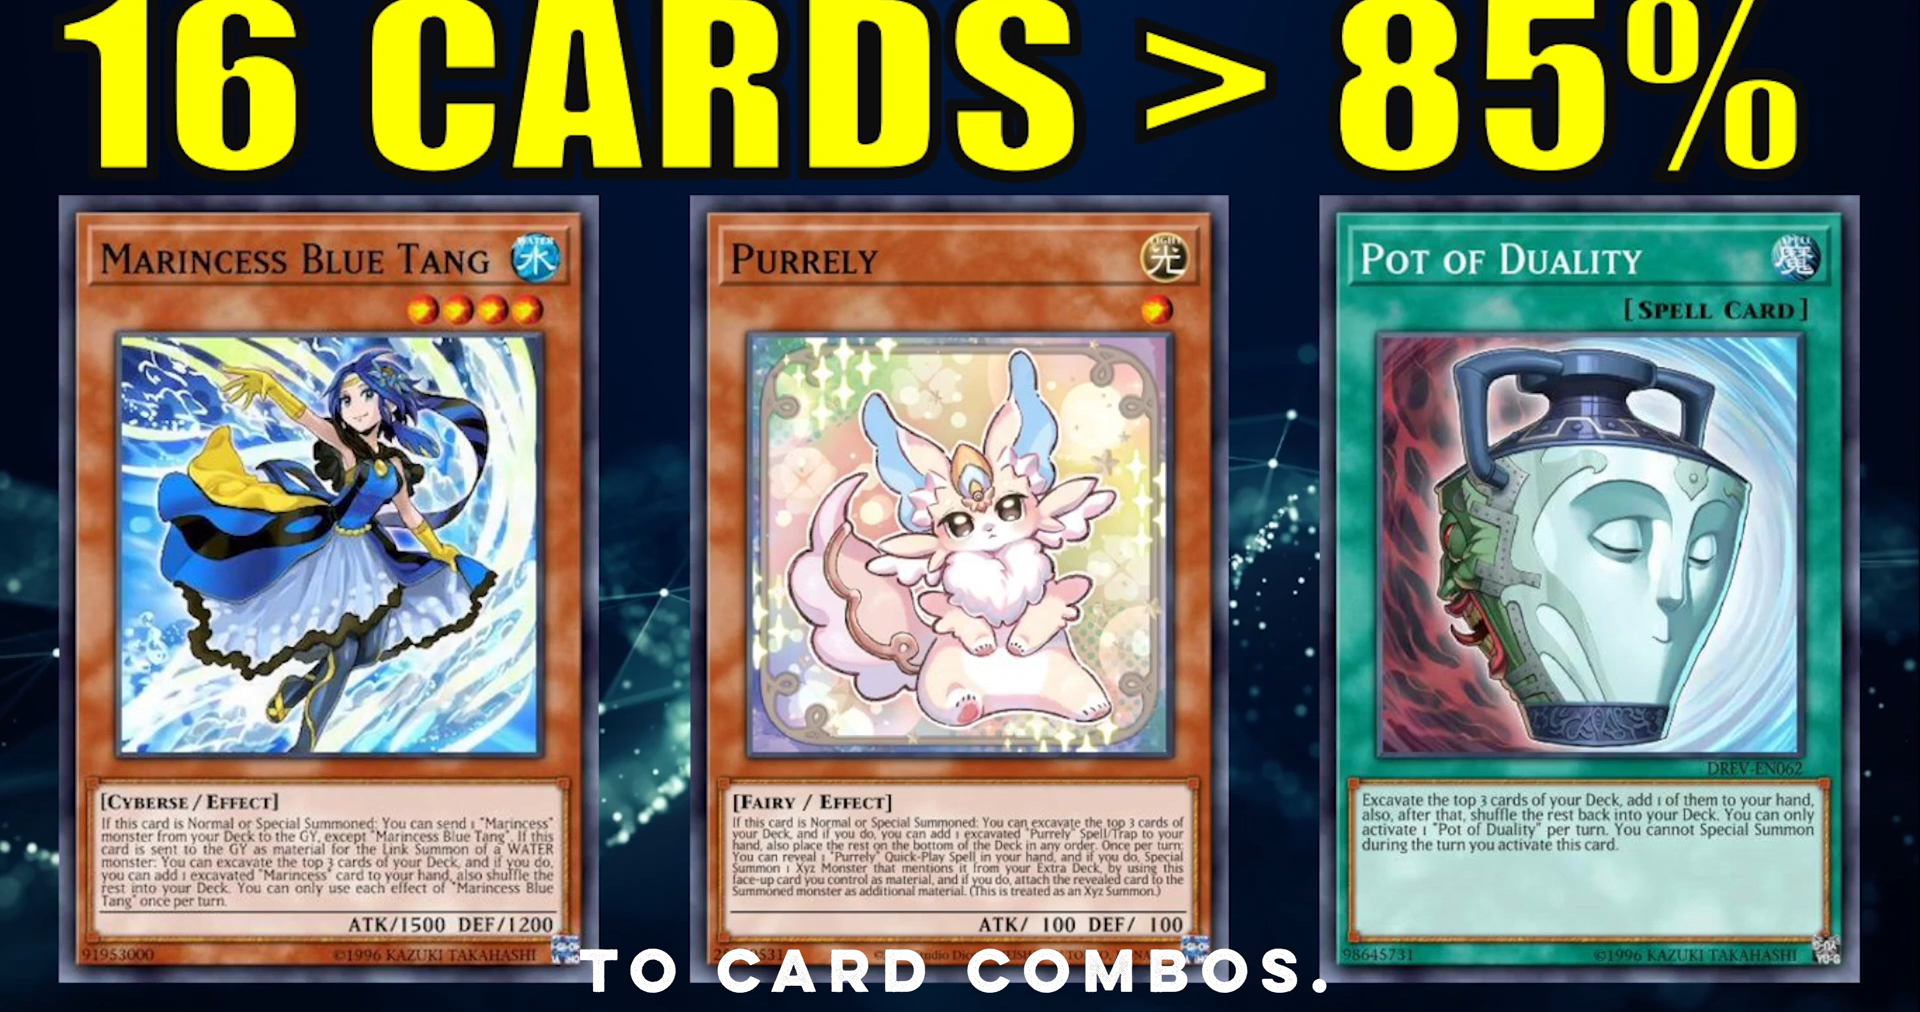 16 CARDS > 85%
MARINCESS BLUE TANG
WATER
水
[CYBERSE / EFFECT]
If this card is Normal or Special Summoned: You can send 1 "Marincess"
monster from your Deck to the GY, except "Marincess Blue Tang". If this
card is sent to the GY as material for the Link Summon of a WATER
monster: You can excavate the top 3 cards of your Deck, and if you do,
you can add 1 excavated "Marincess" card to your hand, also shuffle the
rest into your Deck. You can only use each effect of "Marincess Blue
Tang" once per turn.
ATK/1500 DEF/1200
91953000
©1996 KAZUKI TAKAHASHI
PURRELY
LIGHT
光
[FAIRY / EFFECT]
If this card is Normal or Special Summoned: You can excavate the top 3 cards of
your Deck, and if you do, you can add 1 excavated "Purrely" Spell/Trap to your
hand, also place the rest on the bottom of the Deck in any order. Once per turn:
You can reveal 1 "Purrely" Quick-Play Spell in your hand, and if you do, Special
Summon 1 Xyz Monster that mentions it from your Extra Deck, by using this
face-up card you control as material, and if you do, attach the revealed card to the
Summoned monster as additional material. (This is treated as an Xyz Summon.)
ATK/ 100 DEF/ 100
POT OF DUALITY
SPELL
魔
[SPELL CARD]
DREV-EN062
Excavate the top 3 cards of your Deck, add 1 of them to your hand,
also, after that, shuffle the rest back into your Deck. You can only
activate 1 "Pot of Duality" per turn. You cannot Special Summon
during the turn you activate this card.
98645731
©1996 KAZUKI TAKAHASHI
TO CARD COMBOS.